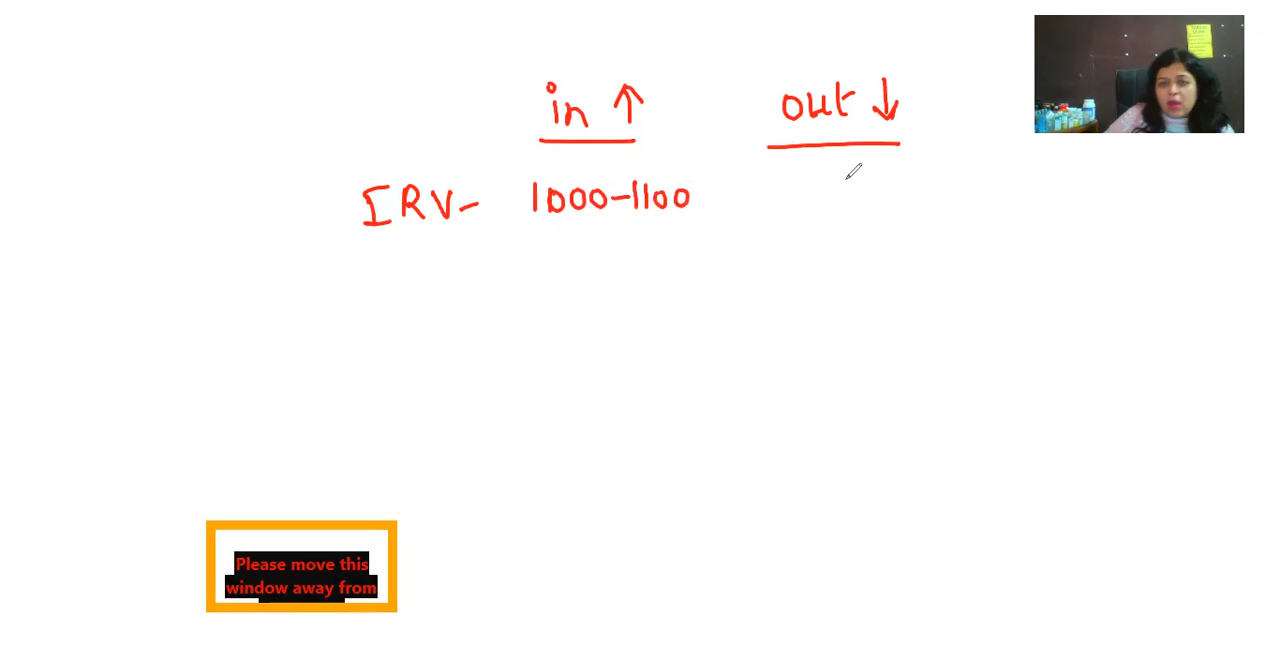 in ↑ out ↓
IRV- 1000-1100
Please move this
window away from